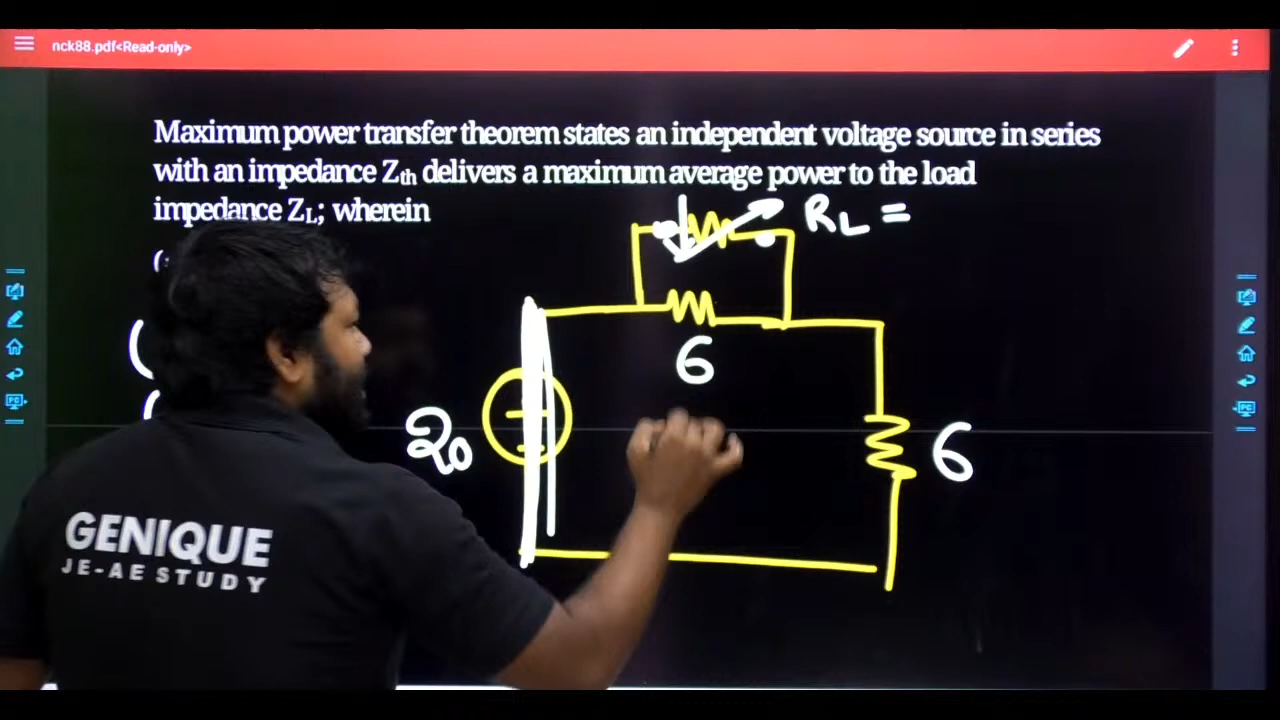 nck88.pdf<Read-only>
Maximum power transfer theorem states an independent voltage source in series
with an impedance Zth delivers a maximum average power to the load
impedance ZL; wherein
RL =
6
20
6
GENIQUE
JE-AE STUDY